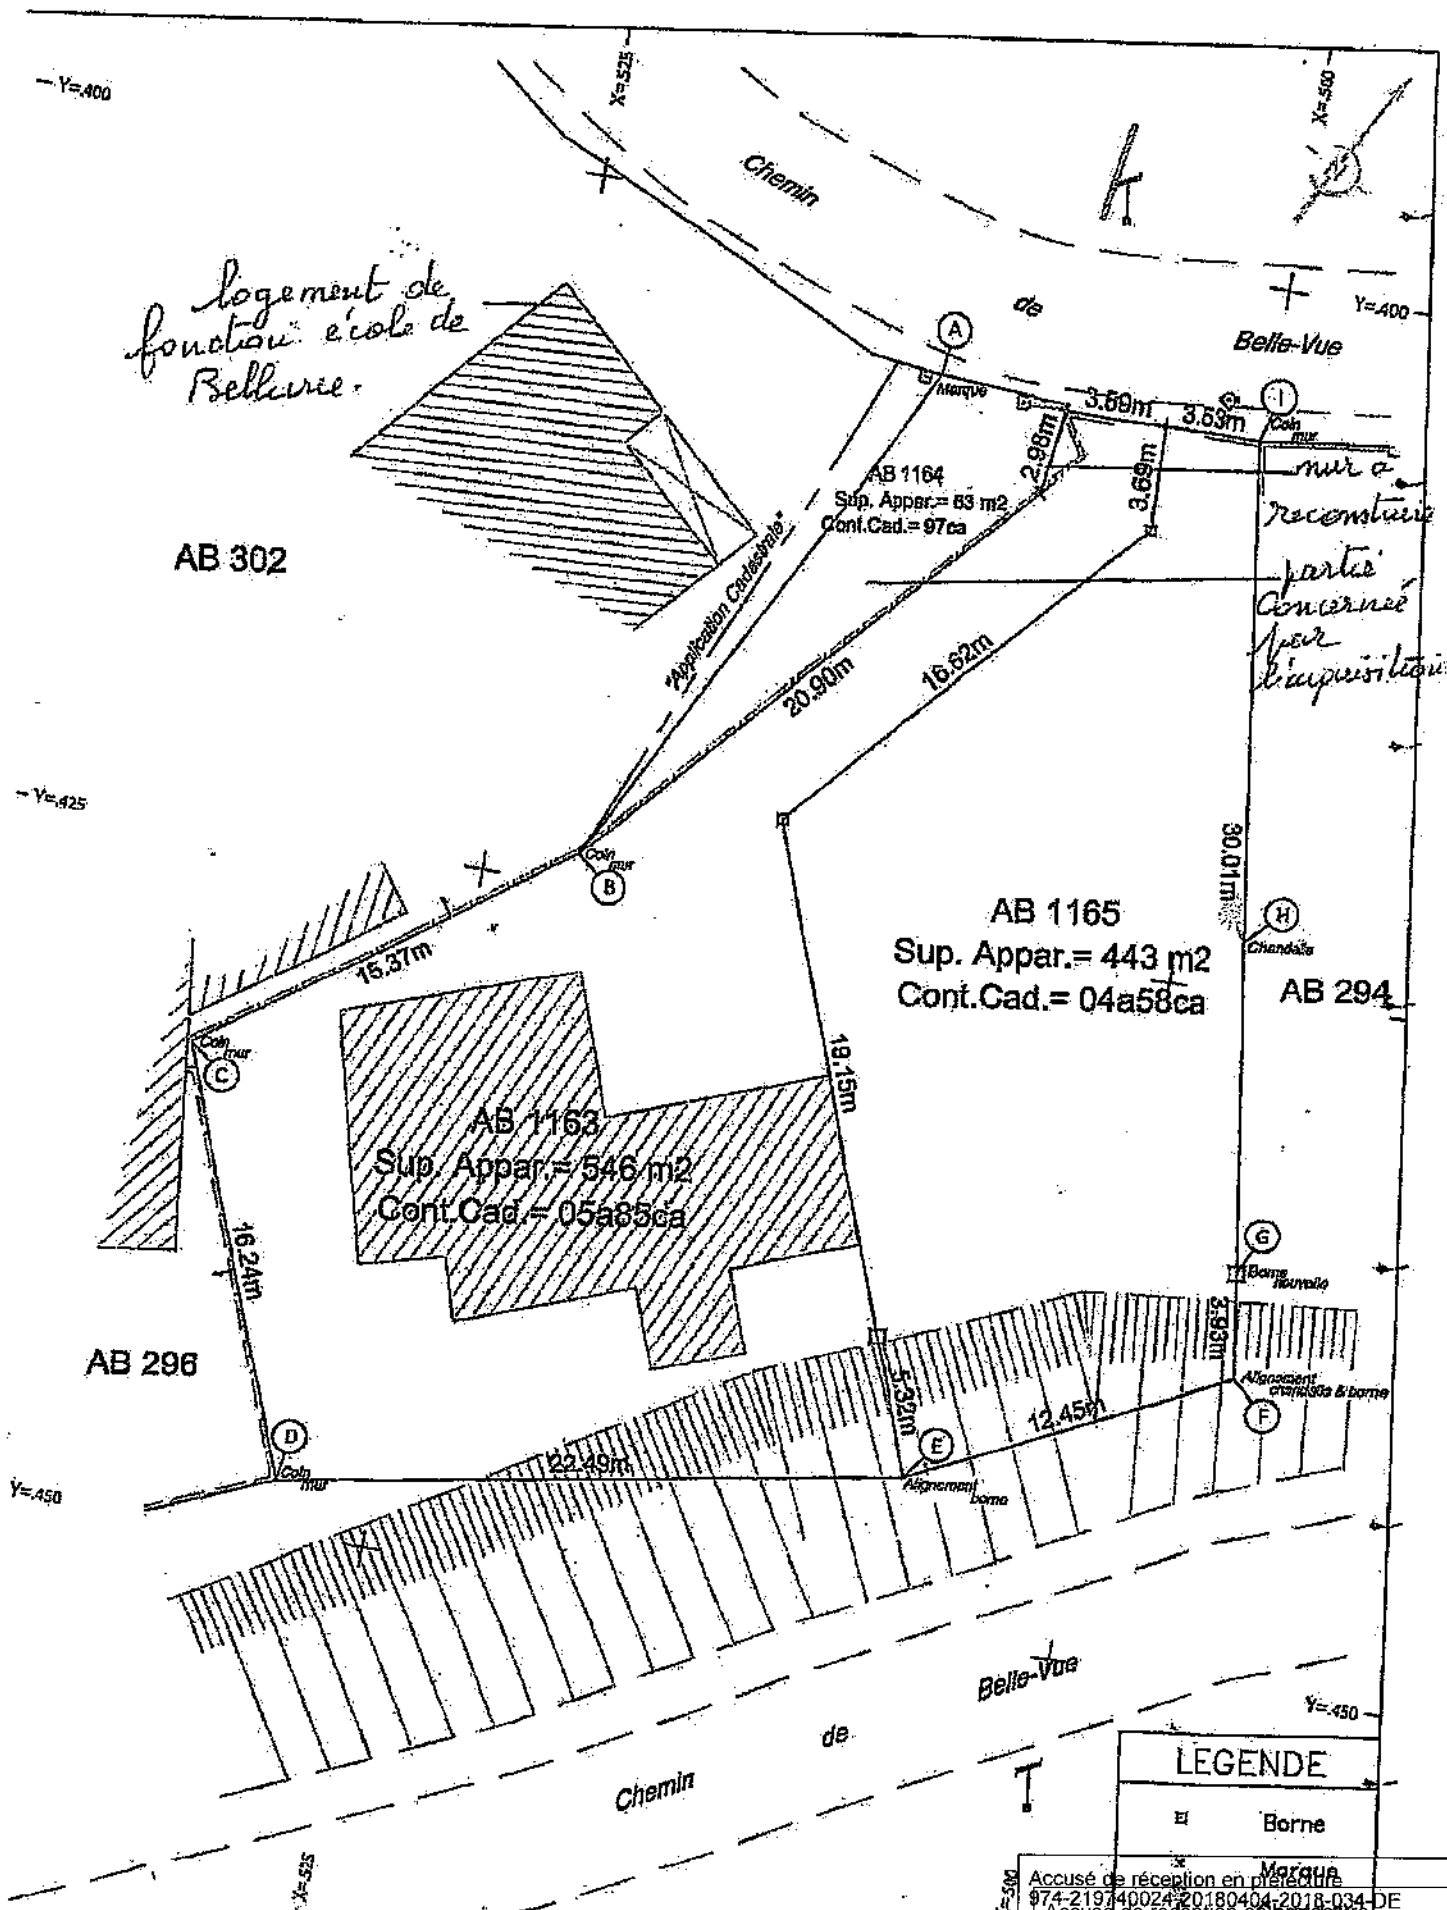 Y=.400
X=.525
X=.500
Chemin
de
Belle-Vue
Y=.400
N
logement de
fonction école de
Bellevue.
A
Marque
3.69m
3.53m
I
Coin
mur
2.98m
3.69m
mur à
reconstruire
AB 1164
Sup. Appar.= 63 m2
Cont.Cad.= 97ca
AB 302
"Application Cadastrale"
partie
Concernée
par
l'acquisition
20.90m
16.62m
Y=.425
Coin
mur
B
30.01m
AB 1165
Sup. Appar.= 443 m2
Cont.Cad.= 04a58ca
H
Chandelle
AB 294
15.37m
Coin
mur
C
19.15m
AB 1163
Sup. Appar.= 546 m2
Cont.Cad.= 05a85ca
16.24m
G
Borne
nouvelle
3.93m
AB 296
Alignement
chandelle & borne
F
5.32m
12.45m
D
Coin
mur
22.49m
E
Alignement
borne
Y=.450
Belle-Vue
de
Chemin
Y=.450
X=.525
LEGENDE
Borne
Marque
Accusé de réception en préfecture
974-219740024-20180404-2018-034-DE